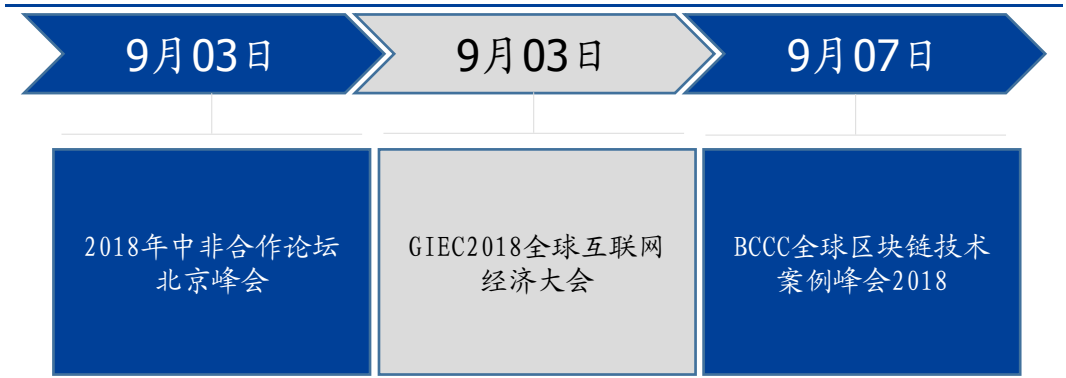 9月03日
9月03日
9月07日
2018年中非合作论坛
北京峰会
GIEC2018全球互联网
经济大会
BCCC全球区块链技术
案例峰会2018